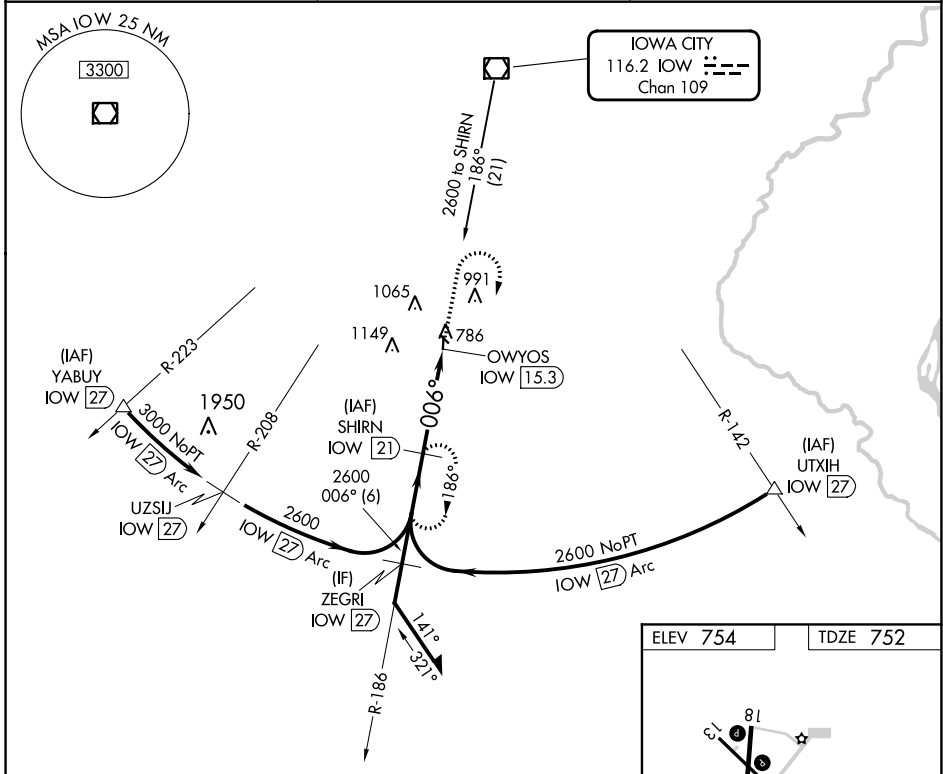 MSA IOW 25 NM
3300
IOWA CITY
116.2 IOW
Chan 109
2600 to SHIRN
186°
(21)
1065
991
1149
786
OWYOS
IOW 15.3
R-223
(IAF)
YABUY
IOW 27
3000 NoPT
IOW 27 Arc
1950
R-208
(IAF)
SHIRN
IOW 21
006°
186°
R-142
(IAF)
UTXIH
IOW 27
UZSIJ
IOW 27
2600
IOW 27 Arc
2600
006° (6)
2600 NoPT
IOW 27 Arc
(IF)
ZEGRI
IOW 27
141°
321°
R-186
ELEV 754
TDZE 752
13
18
P
P